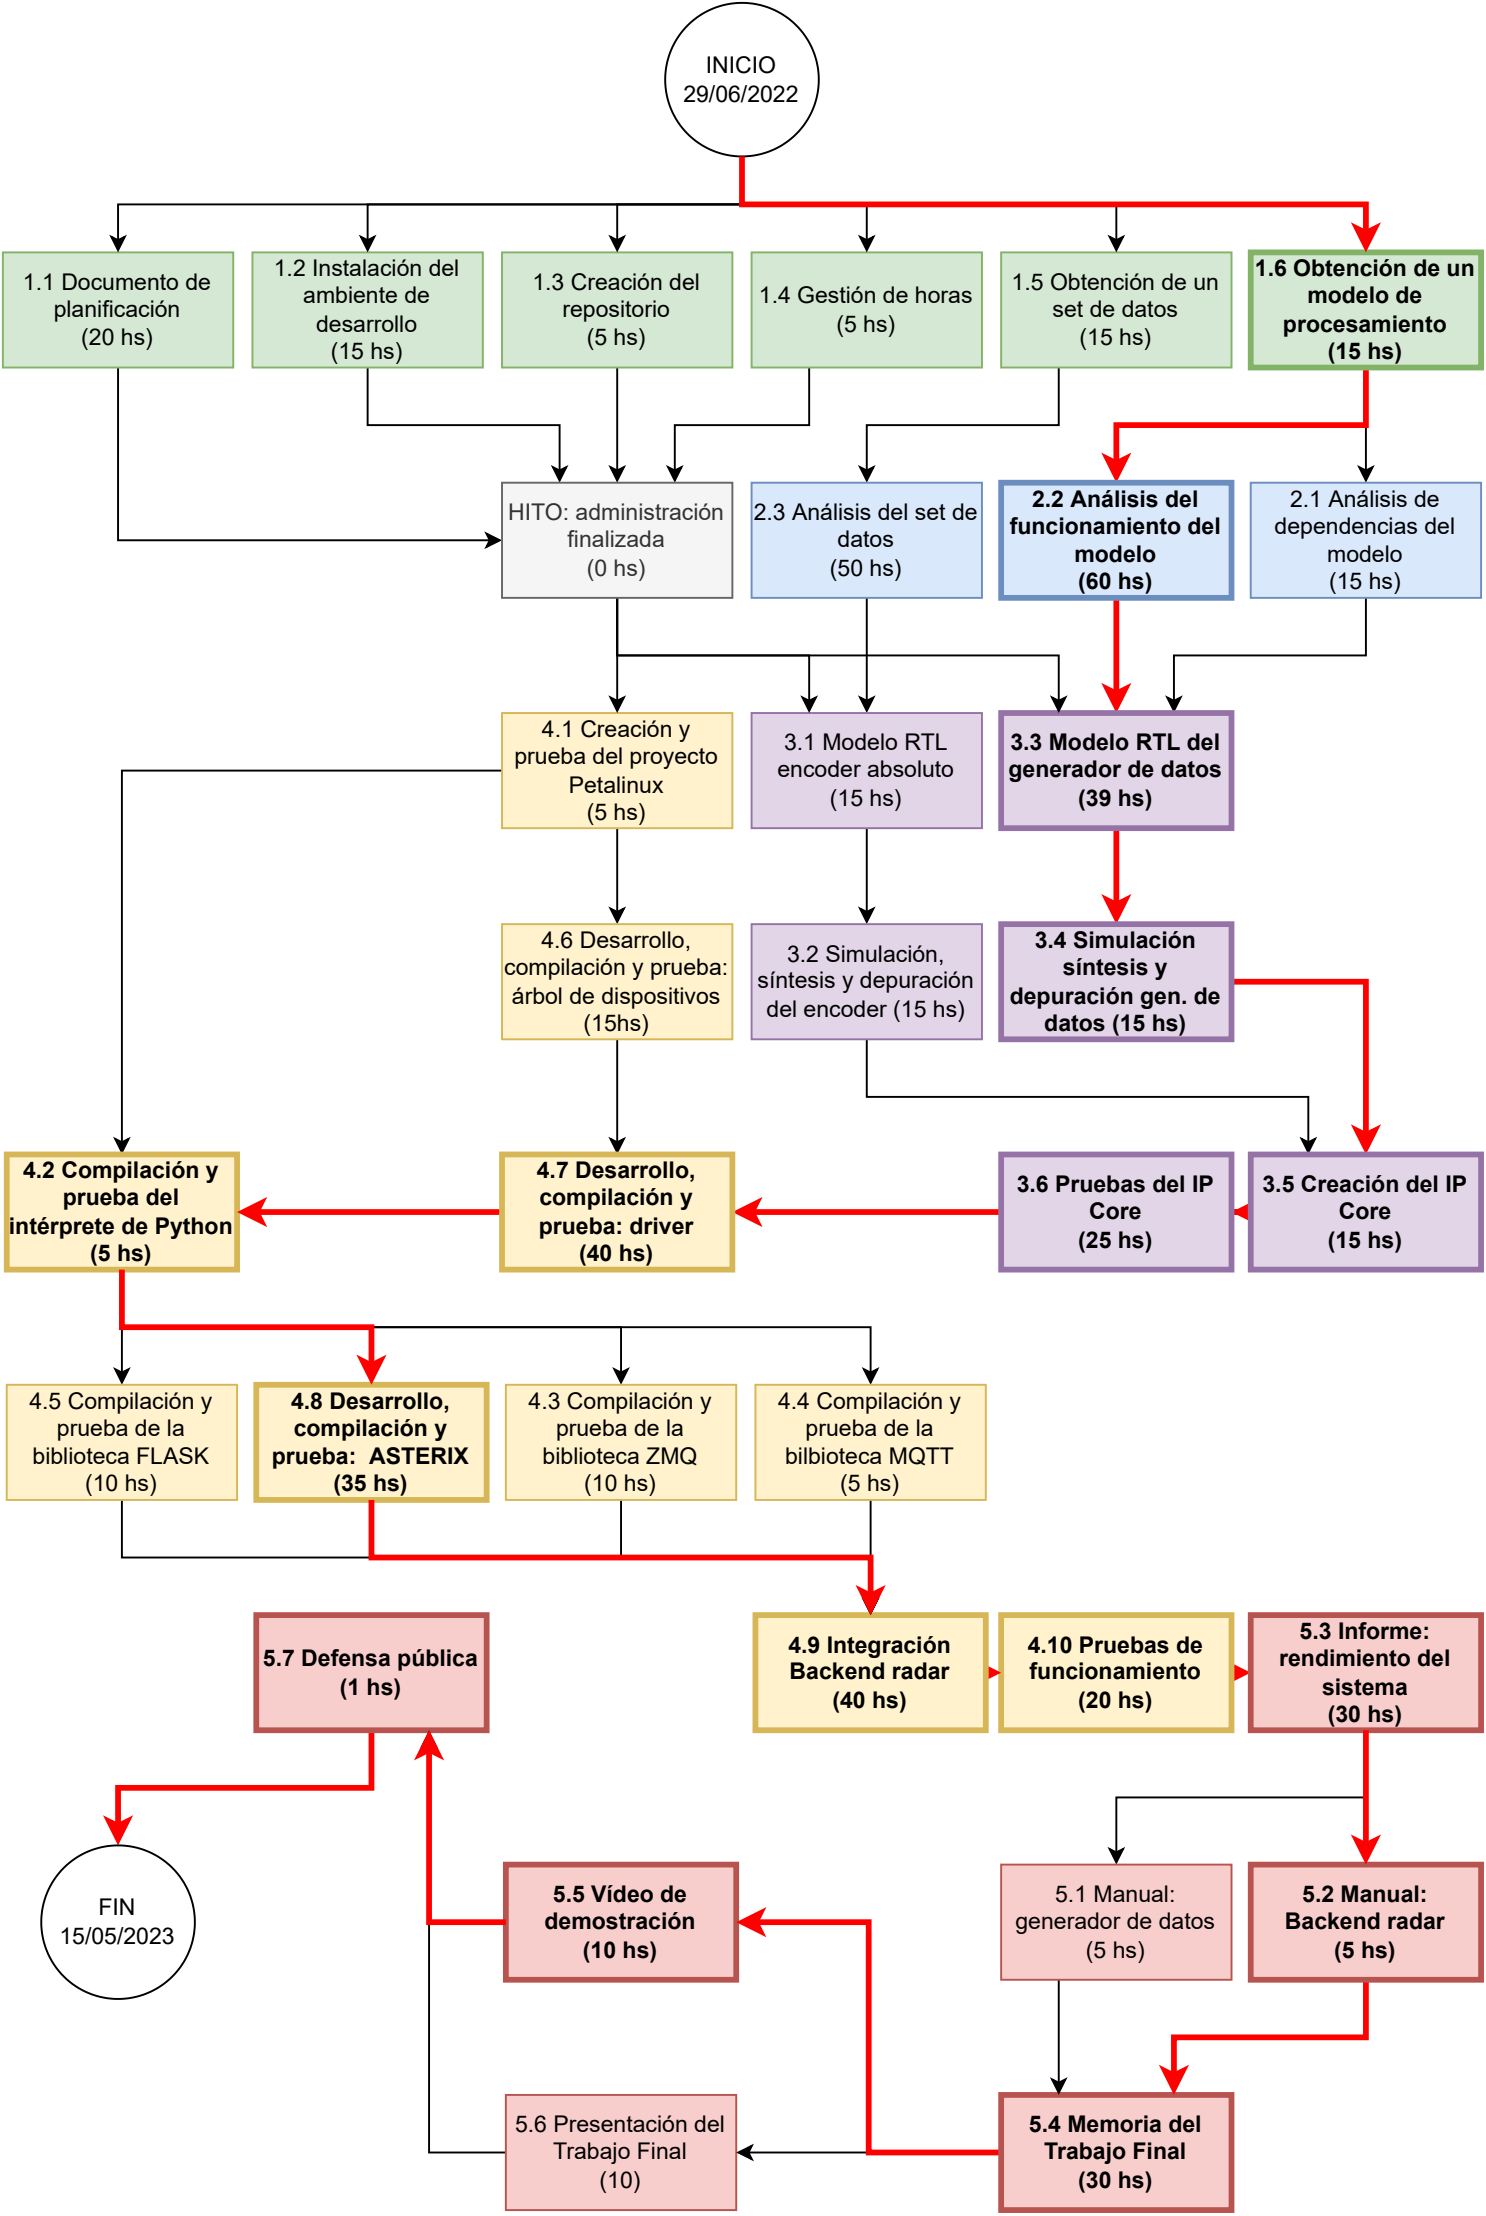 INICIO
29/06/2022
1.1 Documento de
planificación
(20 hs)
1.2 Instalación del
ambiente de
desarrollo
(15 hs)
1.3 Creación del
repositorio
(5 hs)
1.4 Gestión de horas
(5 hs)
1.5 Obtención de un
set de datos
(15 hs)
1.6 Obtención de un
modelo de
procesamiento
(15 hs)
HITO: administración
finalizada
(0 hs)
2.3 Análisis del set de
datos
(50 hs)
2.2 Análisis del
funcionamiento del
modelo
(60 hs)
2.1 Análisis de
dependencias del
modelo
(15 hs)
4.1 Creación y
prueba del proyecto
Petalinux
(5 hs)
3.1 Modelo RTL
encoder absoluto
(15 hs)
3.3 Modelo RTL del
generador de datos
(39 hs)
4.6 Desarrollo,
compilación y prueba:
árbol de dispositivos
(15hs)
3.2 Simulación,
síntesis y depuración
del encoder (15 hs)
3.4 Simulación
síntesis y
depuración gen. de
datos (15 hs)
4.2 Compilación y
prueba del
intérprete de Python
(5 hs)
4.7 Desarrollo,
compilación y
prueba: driver
(40 hs)
3.6 Pruebas del IP
Core
(25 hs)
3.5 Creación del IP
Core
(15 hs)
4.5 Compilación y
prueba de la
biblioteca FLASK
(10 hs)
4.8 Desarrollo,
compilación y
prueba: ASTERIX
(35 hs)
4.3 Compilación y
prueba de la
biblioteca ZMQ
(10 hs)
4.4 Compilación y
prueba de la
bilbioteca MQTT
(5 hs)
5.7 Defensa pública
(1 hs)
4.9 Integración
Backend radar
(40 hs)
4.10 Pruebas de
funcionamiento
(20 hs)
5.3 Informe:
rendimiento del
sistema
(30 hs)
FIN
15/05/2023
5.5 Vídeo de
demostración
(10 hs)
5.1 Manual:
generador de datos
(5 hs)
5.2 Manual:
Backend radar
(5 hs)
5.6 Presentación del
Trabajo Final
(10)
5.4 Memoria del
Trabajo Final
(30 hs)